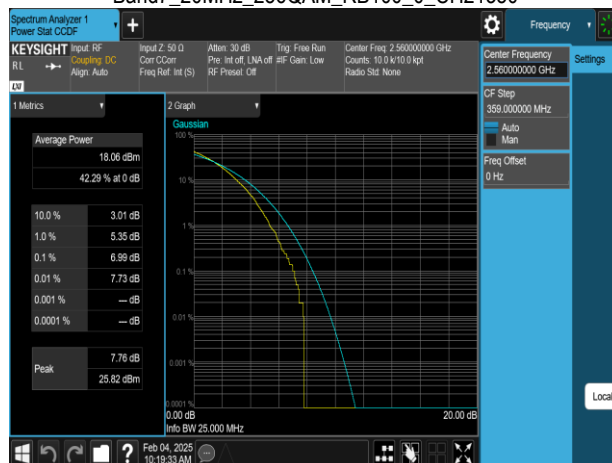 Spectrum Analyzer 1
Power Stat CCDF
Frequency
KEYSIGHT
RL
LXI
Input: RF
Coupling: DC
Align: Auto
Input Z: 50 Ω
Corr CCorr
Freq Ref: Int (S)
Atten: 30 dB
Pre: Int off, LNA off
RF Presel: Off
Trig: Free Run
#IF Gain: Low
Center Freq: 2.560000000 GHz
Counts: 10.0 k/10.0 kpt
Radio Std: None
Center Frequency
2.560000000 GHz
Settings
CF Step
359.000000 MHz
Auto
Man
Freq Offset
0 Hz
Local
1 Metrics
Average Power
18.06 dBm
42.29 % at 0 dB
10.0 % 3.01 dB
1.0 % 5.35 dB
0.1 % 6.99 dB
0.01 % 7.73 dB
0.001 % --- dB
0.0001 % --- dB
Peak
7.76 dB
25.82 dBm
2 Graph
Gaussian
100 %
10 %
1 %
0.1 %
0.01 %
0.001 %
0.0001 %
0.00 dB 20.00 dB
Info BW 25.000 MHz
?
Feb 04, 2025
10:19:33 AM